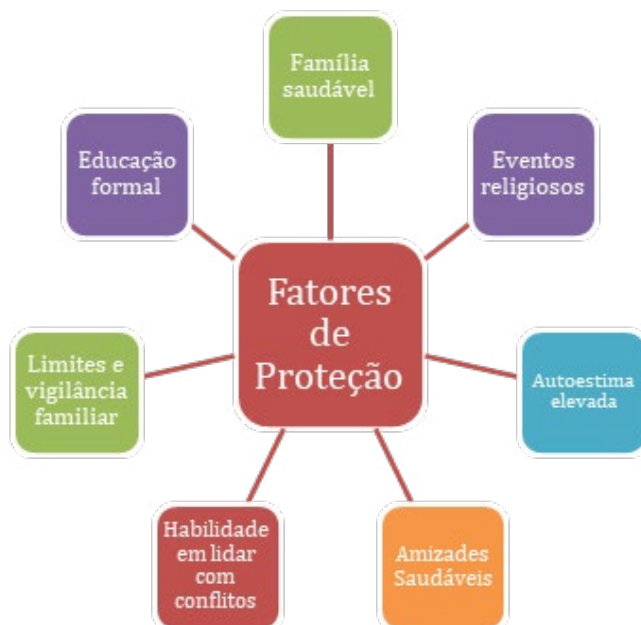 Família
saudável
Educação
formal
Eventos
religiosos
Fatores
de
Proteção
Limites e
vigilância
familiar
Autoestima
elevada
Habilidade
em lidar
com
conflitos
Amizades
Saudáveis